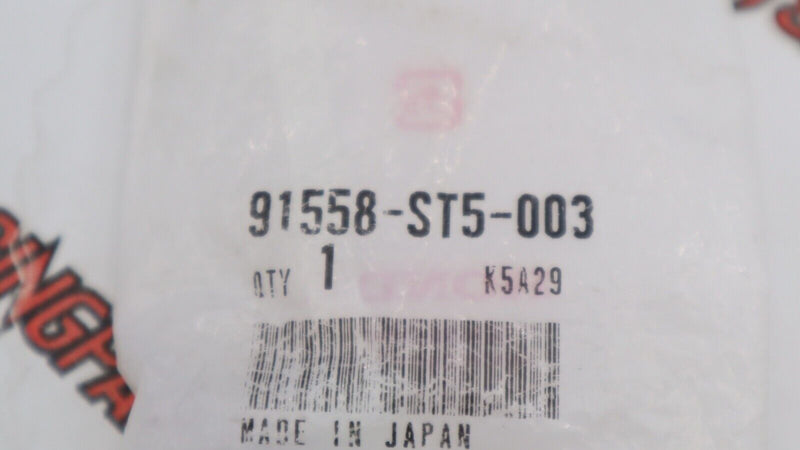 91558-ST5-003
QTY 1 K5A29
MADE IN JAPAN